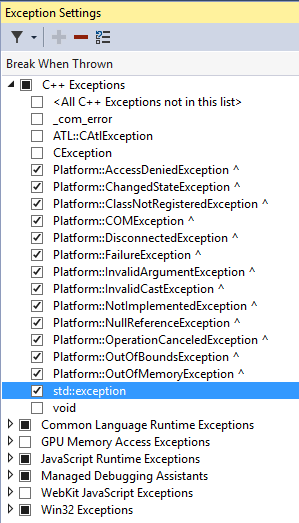 Exception Settings
Break When Thrown
C++ Exceptions
<All C++ Exceptions not in this list>
_com_error
ATL::CAtlException
CException
Platform::AccessDeniedException ^
Platform::ChangedStateException ^
Platform::ClassNotRegisteredException ^
Platform::COMException ^
Platform::DisconnectedException ^
Platform::FailureException ^
Platform::InvalidArgumentException ^
Platform::InvalidCastException ^
Platform::NotImplementedException ^
Platform::NullReferenceException ^
Platform::OperationCanceledException ^
Platform::OutOfBoundsException ^
Platform::OutOfMemoryException ^
std::exception
void
Common Language Runtime Exceptions
GPU Memory Access Exceptions
JavaScript Runtime Exceptions
Managed Debugging Assistants
WebKit JavaScript Exceptions
Win32 Exceptions